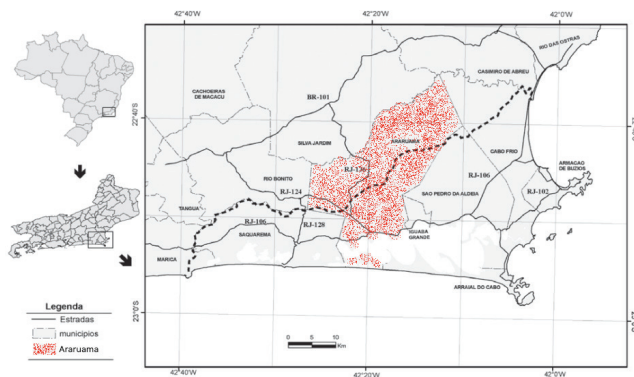 42°40'W 42°20'W 42°0'W
RIO DAS OSTRAS
CASIMIRO DE ABREU
CACHOEIRAS
DE MACACU
BR-101
22°40'S
SILVA JARDIM
ARARUAMA
CABO FRIO
ARMACAO
DE BUZIOS
RIO BONITO
RJ-106
RJ-124
SAO PEDRO DA ALDEIA
RJ-102
TANGUA
RJ-106
RJ-128
SAQUAREMA
IGUABA
GRANDE
MARICA
ARRAIAL DO CABO
23°0'S
Legenda
Estradas
municípios
Araruama
0 5 10
Km
42°40'W 42°20'W 42°0'W